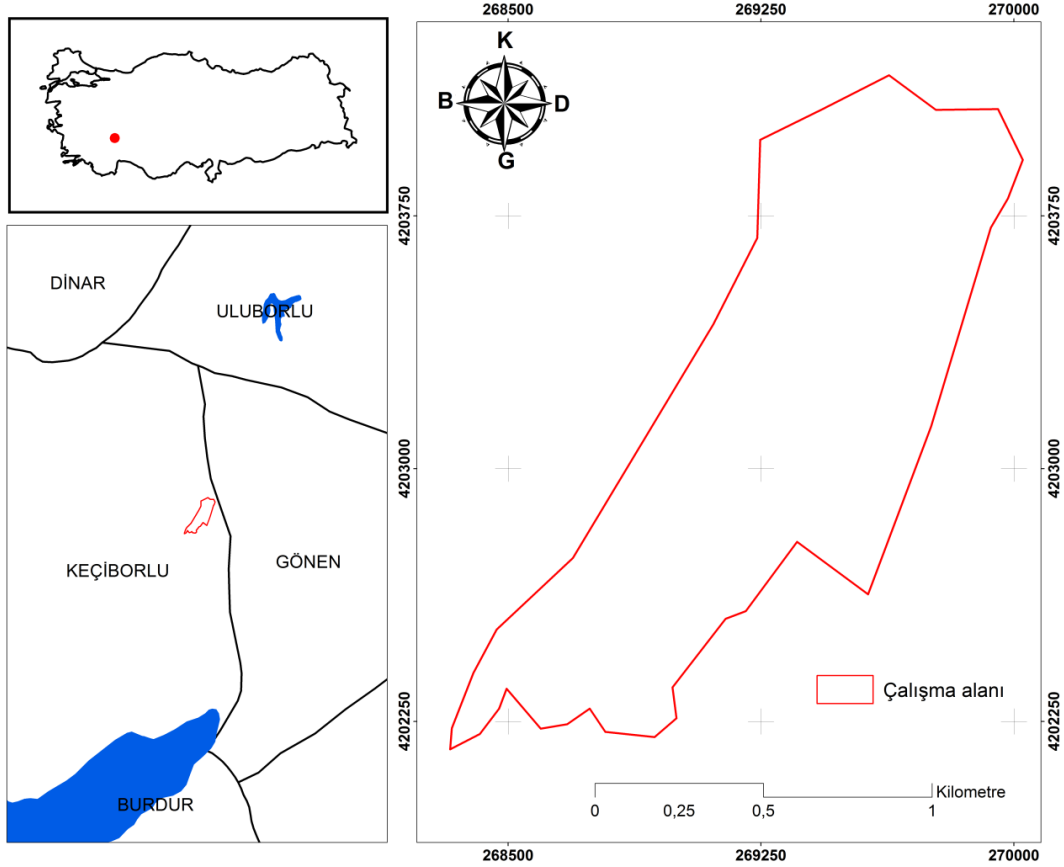 268500 269250 270000
K
B D
G
4203750 4203750
DİNAR
ULUBORLU
4203000 4203000
KEÇİBORLU
GÖNEN
Çalışma alanı
4202250 4202250
BURDUR
Kilometre
0 0,25 0,5 1
268500 269250 270000